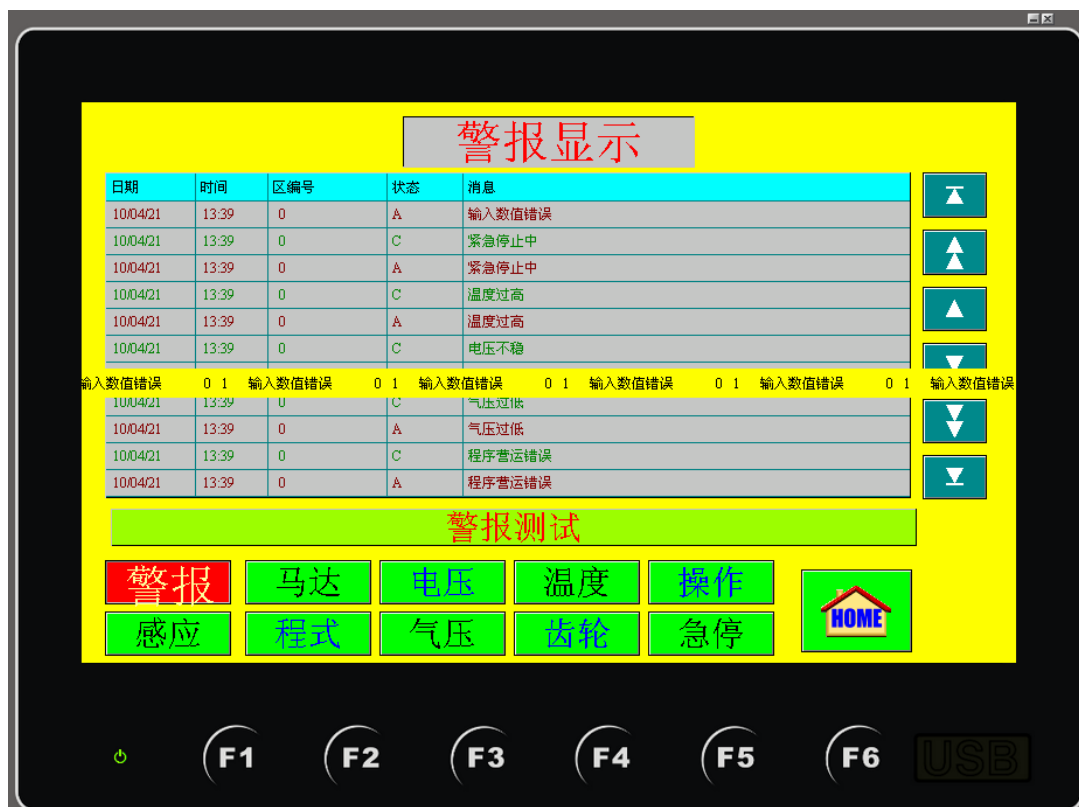 警报显示
日期 时间 区编号 状态 消息
10/04/21 13:39 0 A 输入数值错误
10/04/21 13:39 0 C 紧急停止中
10/04/21 13:39 0 A 紧急停止中
10/04/21 13:39 0 C 温度过高
10/04/21 13:39 0 A 温度过高
10/04/21 13:39 0 C 电压不稳
输入数值错误 0 1 输入数值错误 0 1 输入数值错误 0 1 输入数值错误 0 1 输入数值错误 0 1 输入数值错误
10/04/21 13:39 0 C 气压过低
10/04/21 13:39 0 A 气压过低
10/04/21 13:39 0 C 程序营运错误
10/04/21 13:39 0 A 程序营运错误
警报测试
警报 马达 电压 温度 操作
感应 程式 气压 齿轮 急停
HOME
F1 F2 F3 F4 F5 F6 USB